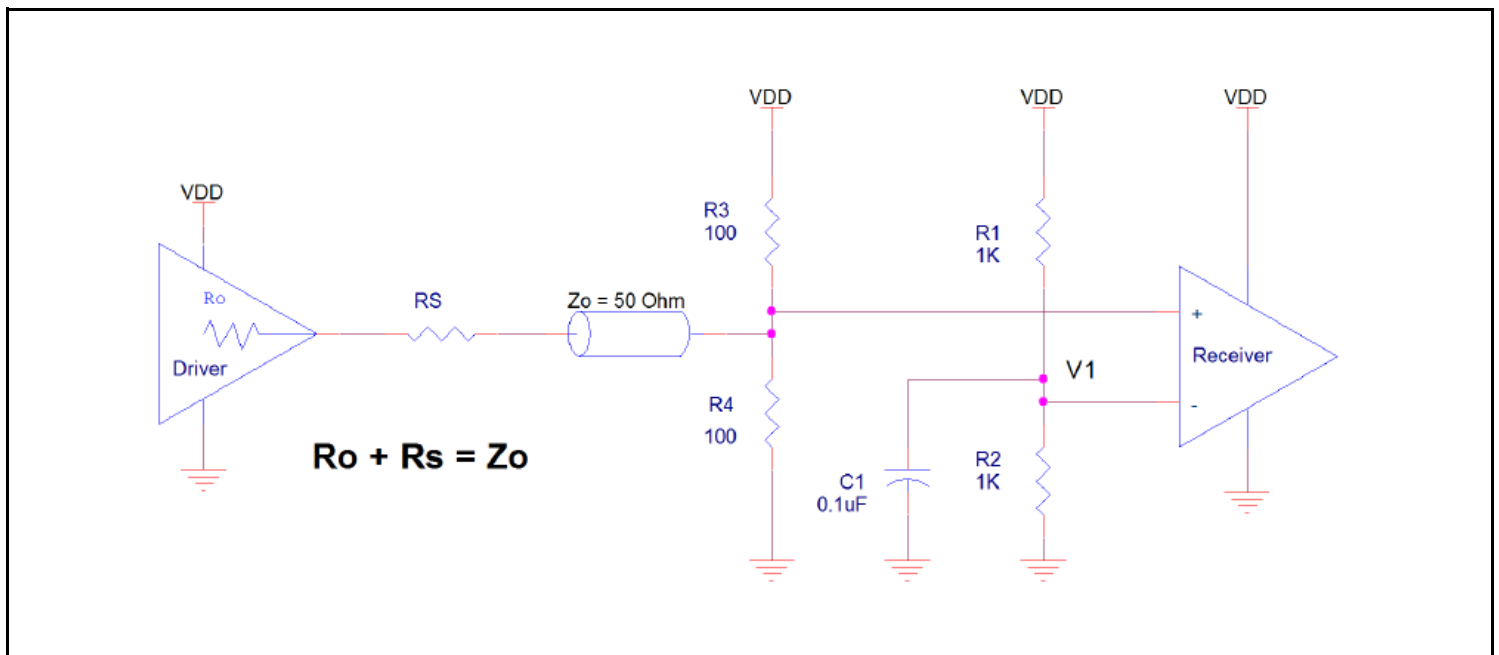 VDD
VDD
VDD
VDD
R3
100
R1
1K
Ro
RS
Zo = 50 Ohm
+
Receiver
Driver
V1
-
R4
100
Ro + Rs = Zo
R2
1K
C1
0.1uF